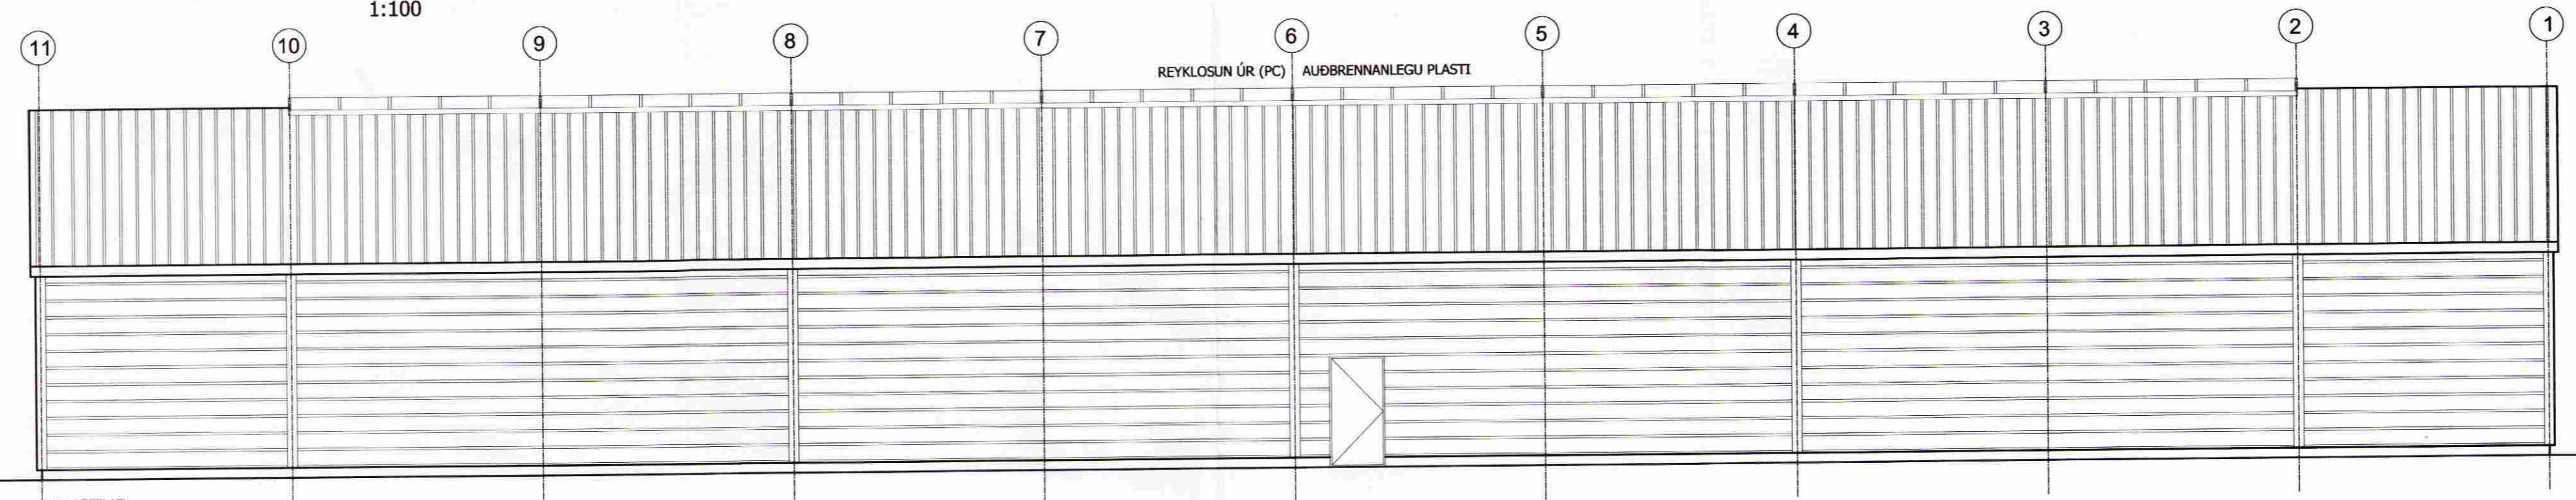 1:100
11 10 9 8 7 6 5 4 3 2 1
REYKLOSUN ÚR (PC) AUÐBRENNANLEGU PLASTI